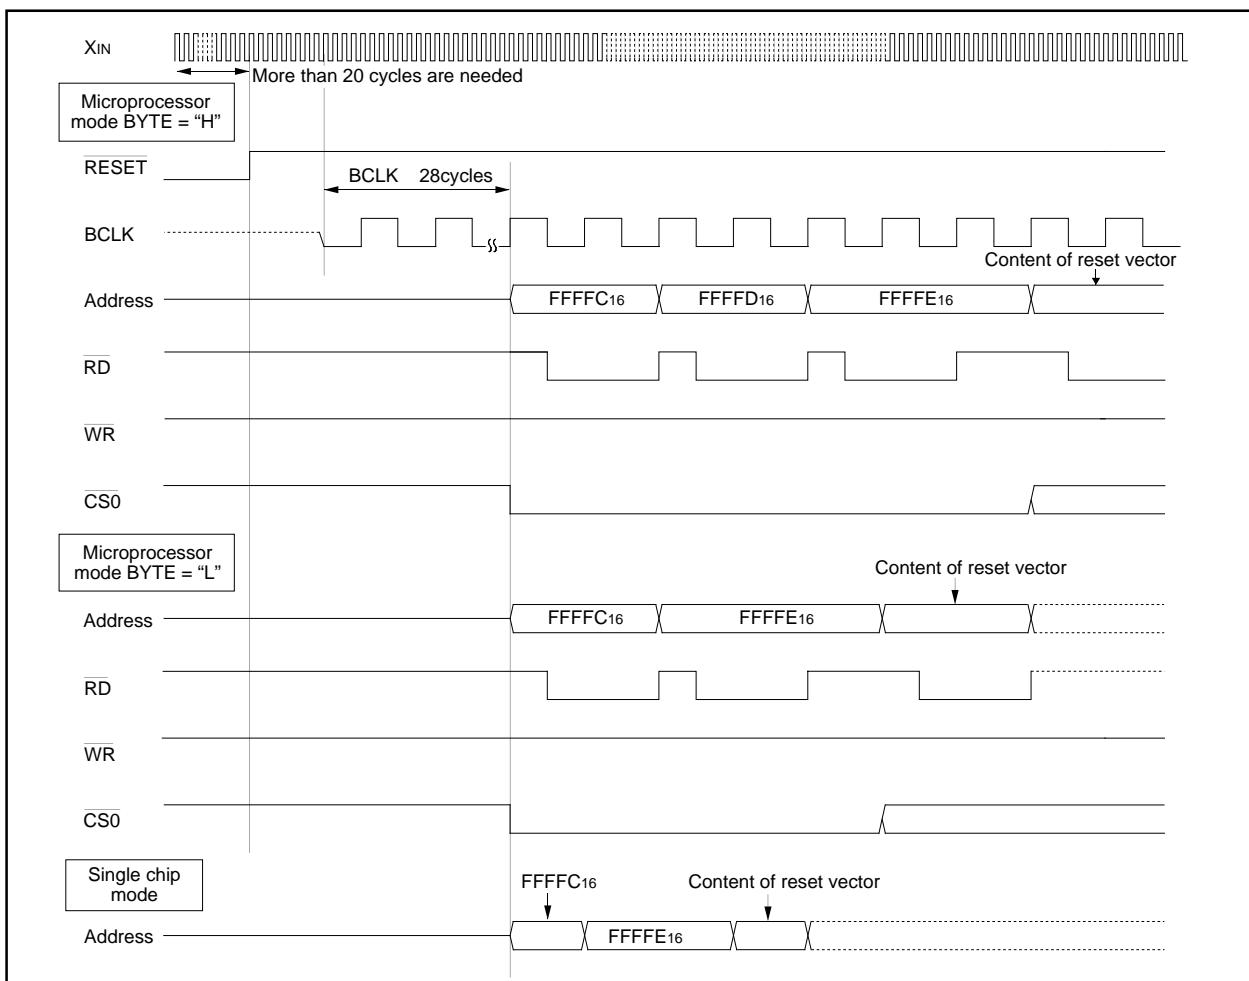 XIN
More than 20 cycles are needed
Microprocessor
mode BYTE = “H”
RESET
BCLK 28cycles
BCLK
Content of reset vector
Address
FFFFC16 FFFFD16 FFFFE16
RD
WR
CS0
Microprocessor
mode BYTE = “L”
Content of reset vector
Address
FFFFC16 FFFFE16
RD
WR
CS0
Single chip
mode
FFFFC16 Content of reset vector
Address
FFFFE16